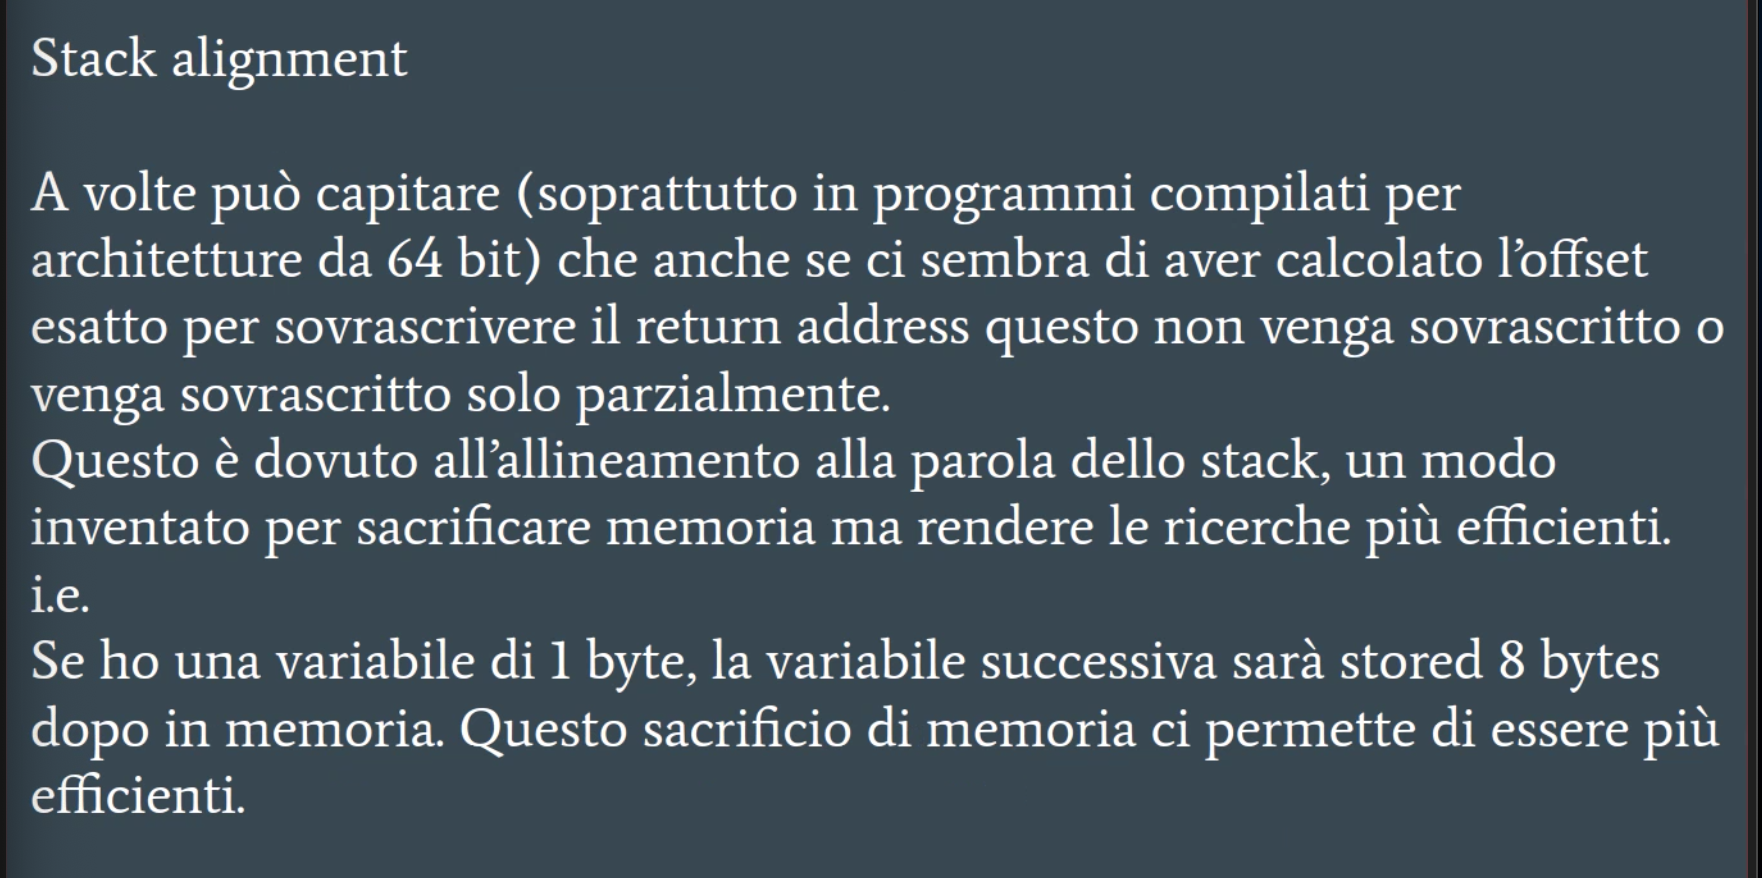 Stack alignment
A volte può capitare (soprattutto in programmi compilati per
architetture da 64 bit) che anche se ci sembra di aver calcolato l’offset
esatto per sovrascrivere il return address questo non venga sovrascritto o
venga sovrascritto solo parzialmente.
Questo è dovuto all’allineamento alla parola dello stack, un modo
inventato per sacrificare memoria ma rendere le ricerche più efficienti.
i.e.
Se ho una variabile di 1 byte, la variabile successiva sarà stored 8 bytes
dopo in memoria. Questo sacrificio di memoria ci permette di essere più
efficienti.